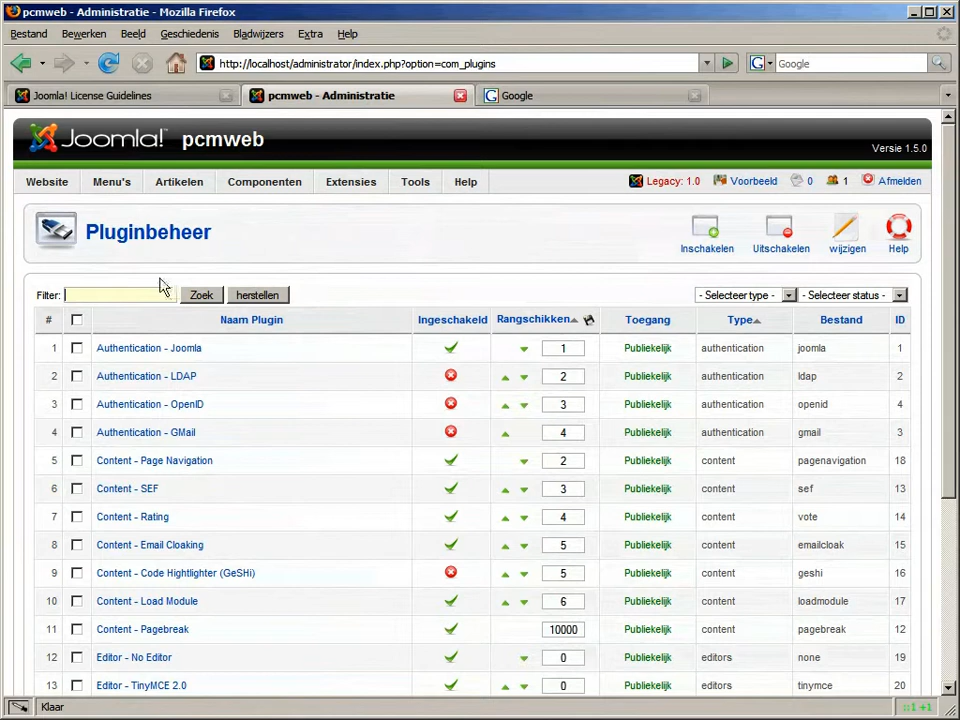 pcmweb - Administratie - Mozilla Firefox
Bestand Bewerken Beeld Geschiedenis Bladwijzers Extra Help
http://localhost/administrator/index.php?option=com_plugins G Google
Joomla! License Guidelines pcmweb - Administratie Google
Joomla! pcmweb Versie 1.5.0
Website Menu's Artikelen Componenten Extensies Tools Help Legacy: 1.0 Voorbeeld 0 1 Afmelden
Pluginbeheer Inschakelen Uitschakelen wijzigen Help
Filter: Zoek herstellen - Selecteer type - - Selecteer status -
# Naam Plugin Ingeschakeld Rangschikken Toegang Type Bestand ID
1 Authentication - Joomla 1 Publiekelijk authentication joomla 1
2 Authentication - LDAP 2 Publiekelijk authentication ldap 2
3 Authentication - OpenID 3 Publiekelijk authentication openid 4
4 Authentication - GMail 4 Publiekelijk authentication gmail 3
5 Content - Page Navigation 2 Publiekelijk content pagenavigation 18
6 Content - SEF 3 Publiekelijk content sef 13
7 Content - Rating 4 Publiekelijk content vote 14
8 Content - Email Cloaking 5 Publiekelijk content emailcloak 15
9 Content - Code Hightlighter (GeSHi) 5 Publiekelijk content geshi 16
10 Content - Load Module 6 Publiekelijk content loadmodule 17
11 Content - Pagebreak 10000 Publiekelijk content pagebreak 12
12 Editor - No Editor 0 Publiekelijk editors none 19
13 Editor - TinyMCE 2.0 0 Publiekelijk editors tinymce 20
Klaar ::1 +1